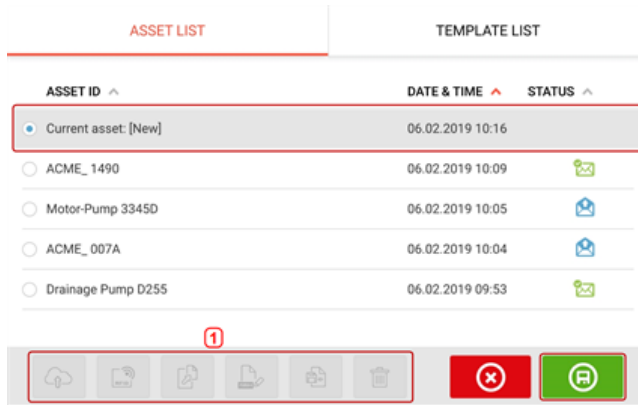 ASSET LIST TEMPLATE LIST
ASSET ID DATE & TIME STATUS
Current asset: [New] 06.02.2019 10:16
ACME_ 1490 06.02.2019 10:09
Motor-Pump 3345D 06.02.2019 10:05
ACME_ 007A 06.02.2019 10:04
Drainage Pump D255 06.02.2019 09:53
1